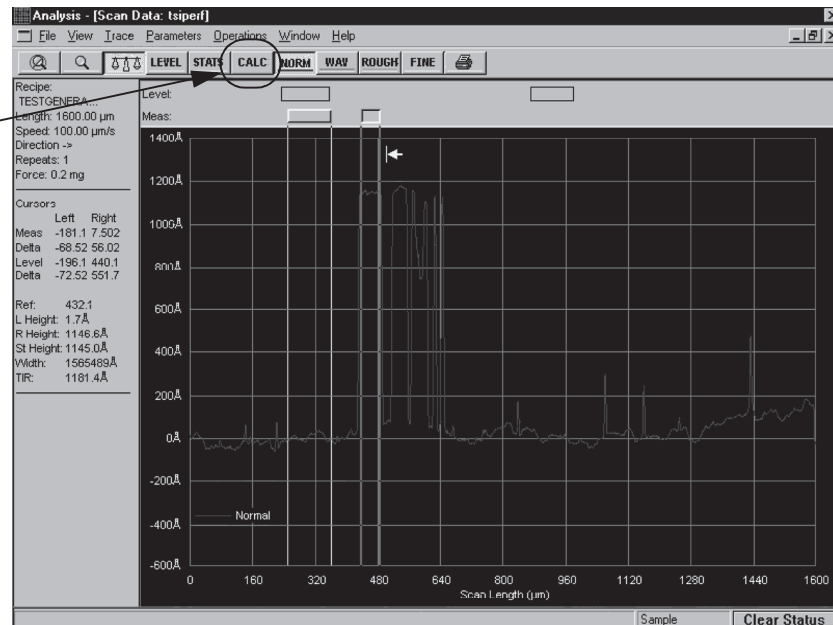 Analysis - [Scan Data: tsiperf]
File View Trace Parameters Operations Window Help
LEVEL STATS CALC NORM WAV ROUGH FINE
Recipe:
TESTGENERA...
Length: 1600.00 µm
Speed: 100.00 µm/s
Direction ->
Repeats: 1
Force: 0.2 mg
Cursors
Left Right
Meas -181.1 7.502
Delta -68.52 56.02
Level -196.1 440.1
Delta -72.52 551.7
Ref: 432.1
L Height: 1.7Å
R Height: 1146.6Å
St Height: 1145.0Å
Width: 1565489Å
TIR: 1181.4Å
Level:
Meas:
1400Å
1200Å
1000Å
800Å
600Å
400Å
200Å
0Å
-200Å
-400Å
-600Å
Normal
0 160 320 480 640 800 960 1120 1280 1440 1600
Scan Length (µm)
Sample Clear Status